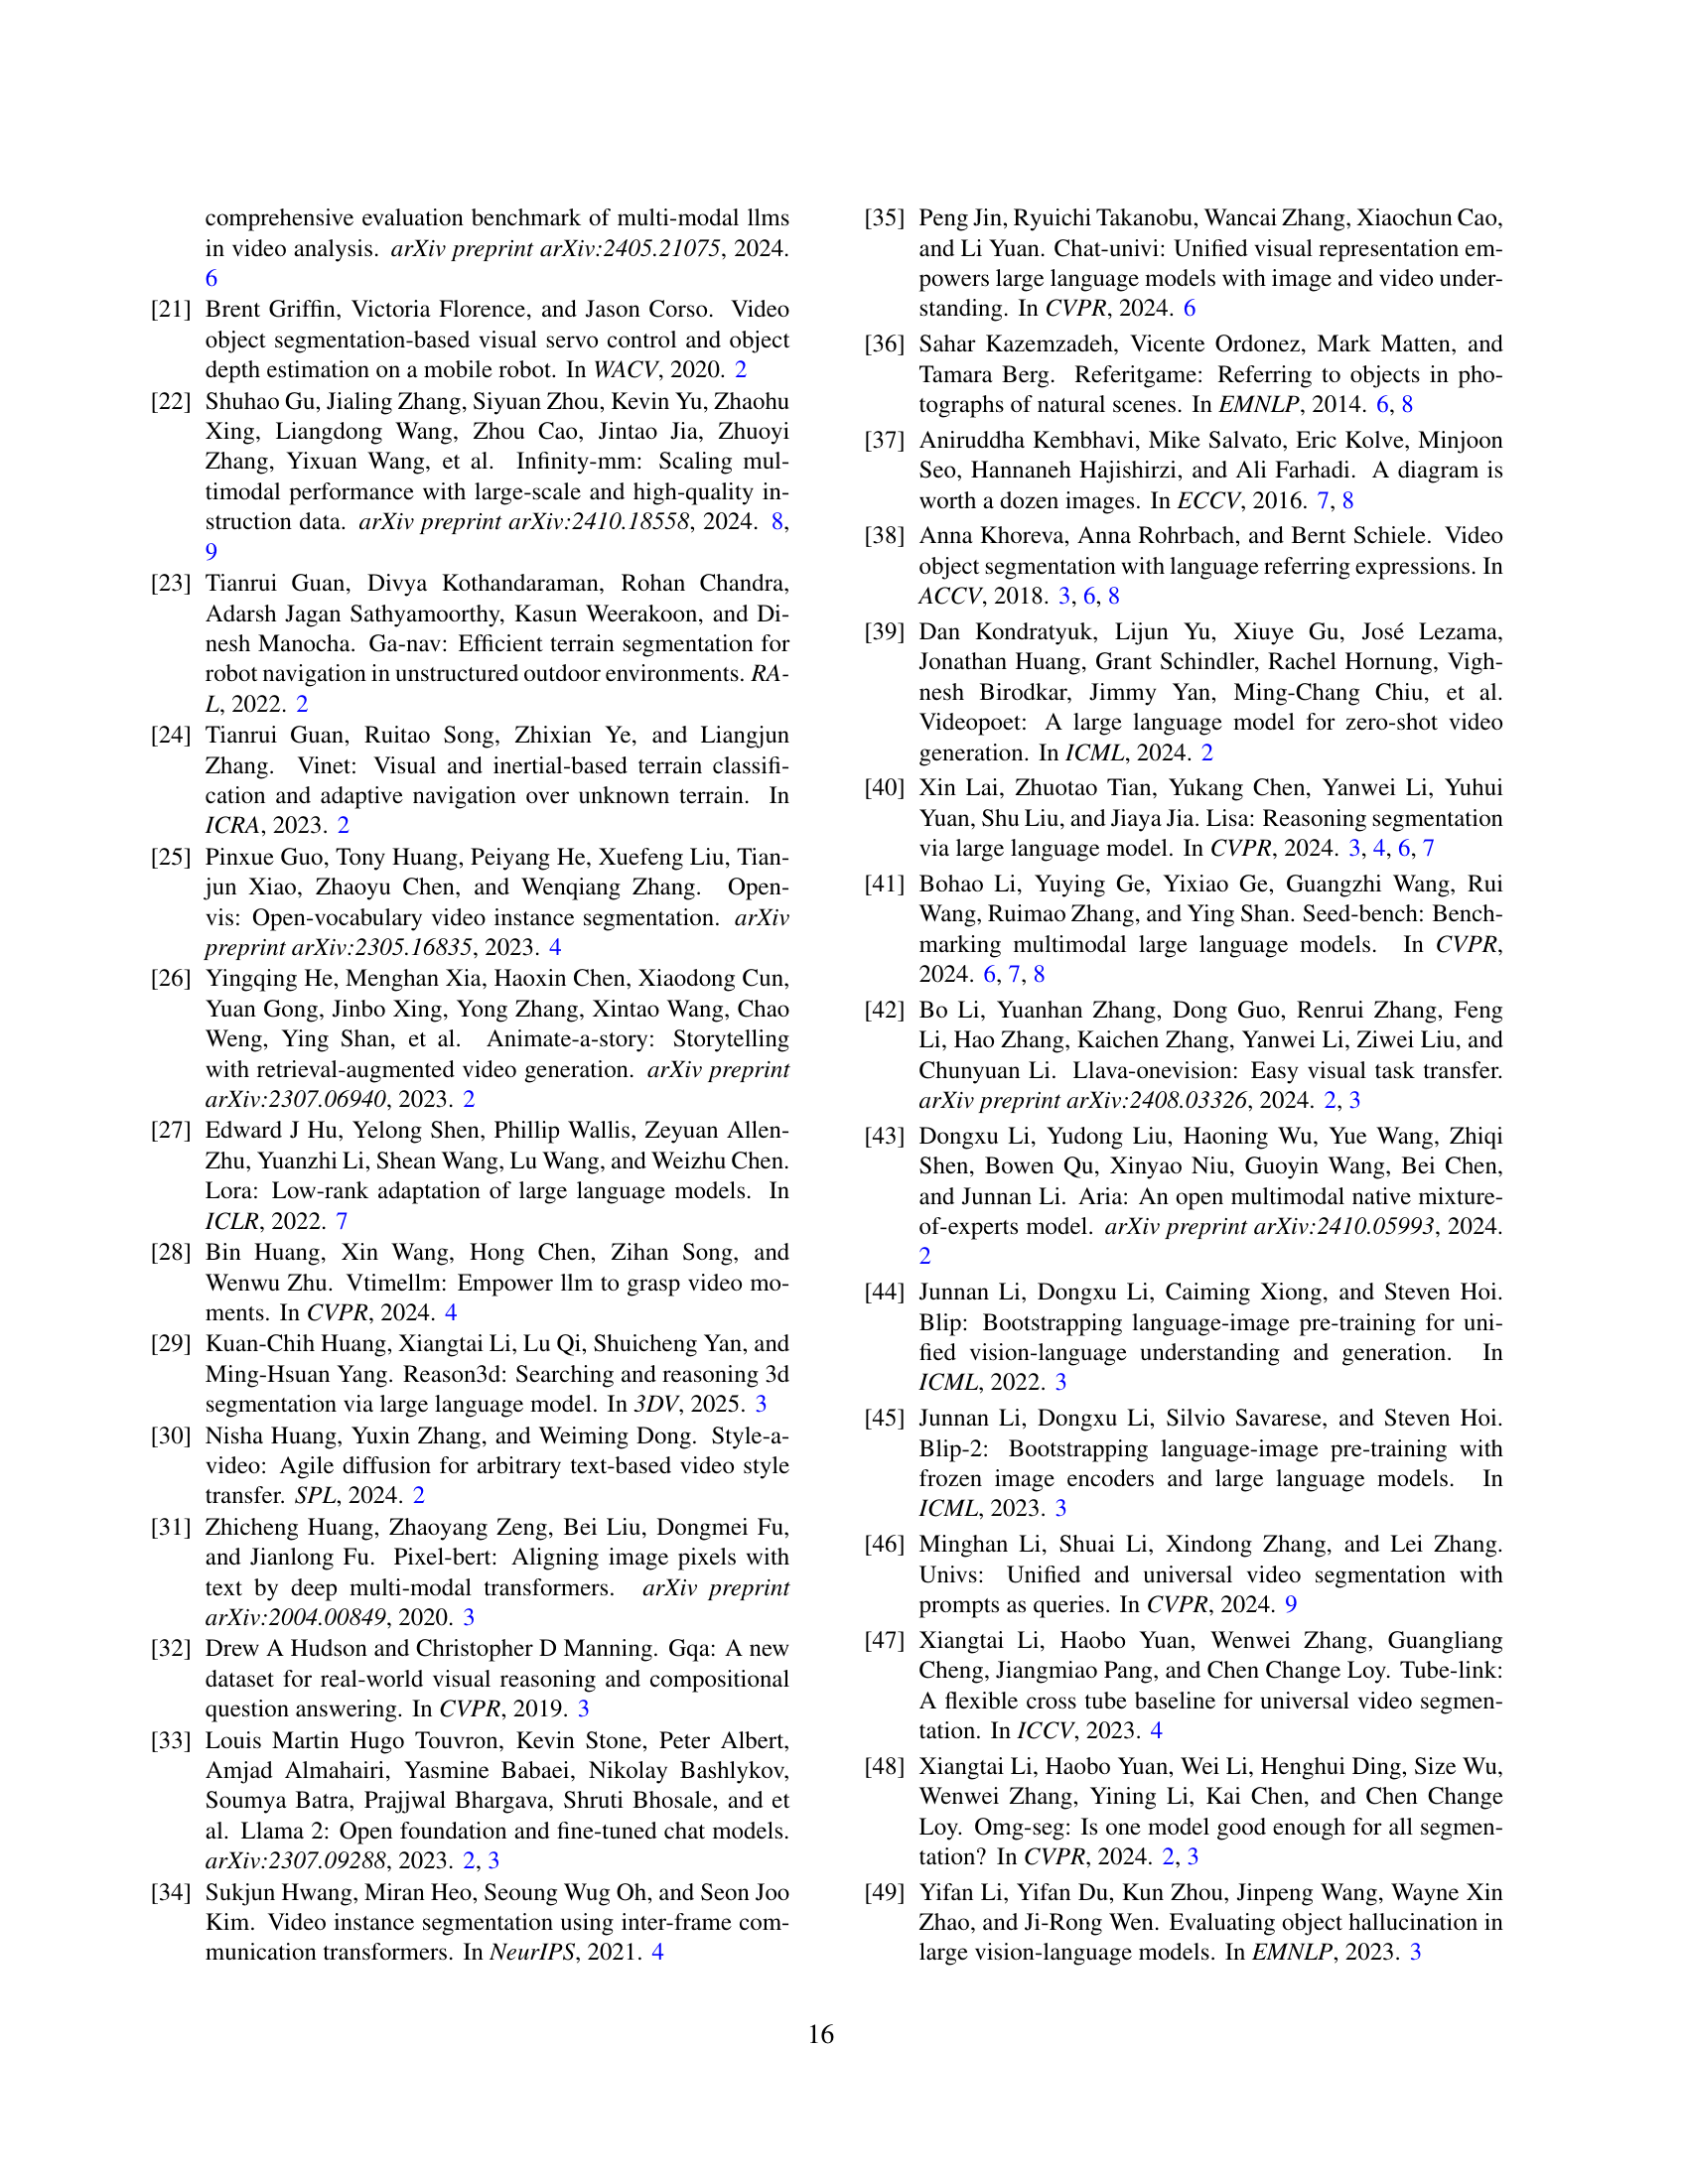 comprehensive evaluation benchmark of multi-modal llms
in video analysis. arXiv preprint arXiv:2405.21075, 2024.
6
[21] Brent Griffin, Victoria Florence, and Jason Corso. Video
object segmentation-based visual servo control and object
depth estimation on a mobile robot. In WACV, 2020. 2
[22] Shuhao Gu, Jialing Zhang, Siyuan Zhou, Kevin Yu, Zhaohu
Xing, Liangdong Wang, Zhou Cao, Jintao Jia, Zhuoyi
Zhang, Yixuan Wang, et al. Infinity-mm: Scaling mul-
timodal performance with large-scale and high-quality in-
struction data. arXiv preprint arXiv:2410.18558, 2024. 8,
9
[23] Tianrui Guan, Divya Kothandaraman, Rohan Chandra,
Adarsh Jagan Sathyamoorthy, Kasun Weerakoon, and Di-
nesh Manocha. Ga-nav: Efficient terrain segmentation for
robot navigation in unstructured outdoor environments. RA-
L, 2022. 2
[24] Tianrui Guan, Ruitao Song, Zhixian Ye, and Liangjun
Zhang. Vinet: Visual and inertial-based terrain classifi-
cation and adaptive navigation over unknown terrain. In
ICRA, 2023. 2
[25] Pinxue Guo, Tony Huang, Peiyang He, Xuefeng Liu, Tian-
jun Xiao, Zhaoyu Chen, and Wenqiang Zhang. Open-
vis: Open-vocabulary video instance segmentation. arXiv
preprint arXiv:2305.16835, 2023. 4
[26] Yingqing He, Menghan Xia, Haoxin Chen, Xiaodong Cun,
Yuan Gong, Jinbo Xing, Yong Zhang, Xintao Wang, Chao
Weng, Ying Shan, et al. Animate-a-story: Storytelling
with retrieval-augmented video generation. arXiv preprint
arXiv:2307.06940, 2023. 2
[27] Edward J Hu, Yelong Shen, Phillip Wallis, Zeyuan Allen-
Zhu, Yuanzhi Li, Shean Wang, Lu Wang, and Weizhu Chen.
Lora: Low-rank adaptation of large language models. In
ICLR, 2022. 7
[28] Bin Huang, Xin Wang, Hong Chen, Zihan Song, and
Wenwu Zhu. Vtimellm: Empower llm to grasp video mo-
ments. In CVPR, 2024. 4
[29] Kuan-Chih Huang, Xiangtai Li, Lu Qi, Shuicheng Yan, and
Ming-Hsuan Yang. Reason3d: Searching and reasoning 3d
segmentation via large language model. In 3DV, 2025. 3
[30] Nisha Huang, Yuxin Zhang, and Weiming Dong. Style-a-
video: Agile diffusion for arbitrary text-based video style
transfer. SPL, 2024. 2
[31] Zhicheng Huang, Zhaoyang Zeng, Bei Liu, Dongmei Fu,
and Jianlong Fu. Pixel-bert: Aligning image pixels with
text by deep multi-modal transformers. arXiv preprint
arXiv:2004.00849, 2020. 3
[32] Drew A Hudson and Christopher D Manning. Gqa: A new
dataset for real-world visual reasoning and compositional
question answering. In CVPR, 2019. 3
[33] Louis Martin Hugo Touvron, Kevin Stone, Peter Albert,
Amjad Almahairi, Yasmine Babaei, Nikolay Bashlykov,
Soumya Batra, Prajjwal Bhargava, Shruti Bhosale, and et
al. Llama 2: Open foundation and fine-tuned chat models.
arXiv:2307.09288, 2023. 2, 3
[34] Sukjun Hwang, Miran Heo, Seoung Wug Oh, and Seon Joo
Kim. Video instance segmentation using inter-frame com-
munication transformers. In NeurIPS, 2021. 4
[35] Peng Jin, Ryuichi Takanobu, Wancai Zhang, Xiaochun Cao,
and Li Yuan. Chat-univi: Unified visual representation em-
powers large language models with image and video under-
standing. In CVPR, 2024. 6
[36] Sahar Kazemzadeh, Vicente Ordonez, Mark Matten, and
Tamara Berg. Referitgame: Referring to objects in pho-
tographs of natural scenes. In EMNLP, 2014. 6, 8
[37] Aniruddha Kembhavi, Mike Salvato, Eric Kolve, Minjoon
Seo, Hannaneh Hajishirzi, and Ali Farhadi. A diagram is
worth a dozen images. In ECCV, 2016. 7, 8
[38] Anna Khoreva, Anna Rohrbach, and Bernt Schiele. Video
object segmentation with language referring expressions. In
ACCV, 2018. 3, 6, 8
[39] Dan Kondratyuk, Lijun Yu, Xiuye Gu, José Lezama,
Jonathan Huang, Grant Schindler, Rachel Hornung, Vigh-
nesh Birodkar, Jimmy Yan, Ming-Chang Chiu, et al.
Videopoet: A large language model for zero-shot video
generation. In ICML, 2024. 2
[40] Xin Lai, Zhuotao Tian, Yukang Chen, Yanwei Li, Yuhui
Yuan, Shu Liu, and Jiaya Jia. Lisa: Reasoning segmentation
via large language model. In CVPR, 2024. 3, 4, 6, 7
[41] Bohao Li, Yuying Ge, Yixiao Ge, Guangzhi Wang, Rui
Wang, Ruimao Zhang, and Ying Shan. Seed-bench: Bench-
marking multimodal large language models. In CVPR,
2024. 6, 7, 8
[42] Bo Li, Yuanhan Zhang, Dong Guo, Renrui Zhang, Feng
Li, Hao Zhang, Kaichen Zhang, Yanwei Li, Ziwei Liu, and
Chunyuan Li. Llava-onevision: Easy visual task transfer.
arXiv preprint arXiv:2408.03326, 2024. 2, 3
[43] Dongxu Li, Yudong Liu, Haoning Wu, Yue Wang, Zhiqi
Shen, Bowen Qu, Xinyao Niu, Guoyin Wang, Bei Chen,
and Junnan Li. Aria: An open multimodal native mixture-
of-experts model. arXiv preprint arXiv:2410.05993, 2024.
2
[44] Junnan Li, Dongxu Li, Caiming Xiong, and Steven Hoi.
Blip: Bootstrapping language-image pre-training for uni-
fied vision-language understanding and generation. In
ICML, 2022. 3
[45] Junnan Li, Dongxu Li, Silvio Savarese, and Steven Hoi.
Blip-2: Bootstrapping language-image pre-training with
frozen image encoders and large language models. In
ICML, 2023. 3
[46] Minghan Li, Shuai Li, Xindong Zhang, and Lei Zhang.
Univs: Unified and universal video segmentation with
prompts as queries. In CVPR, 2024. 9
[47] Xiangtai Li, Haobo Yuan, Wenwei Zhang, Guangliang
Cheng, Jiangmiao Pang, and Chen Change Loy. Tube-link:
A flexible cross tube baseline for universal video segmen-
tation. In ICCV, 2023. 4
[48] Xiangtai Li, Haobo Yuan, Wei Li, Henghui Ding, Size Wu,
Wenwei Zhang, Yining Li, Kai Chen, and Chen Change
Loy. Omg-seg: Is one model good enough for all segmen-
tation? In CVPR, 2024. 2, 3
[49] Yifan Li, Yifan Du, Kun Zhou, Jinpeng Wang, Wayne Xin
Zhao, and Ji-Rong Wen. Evaluating object hallucination in
large vision-language models. In EMNLP, 2023. 3
16